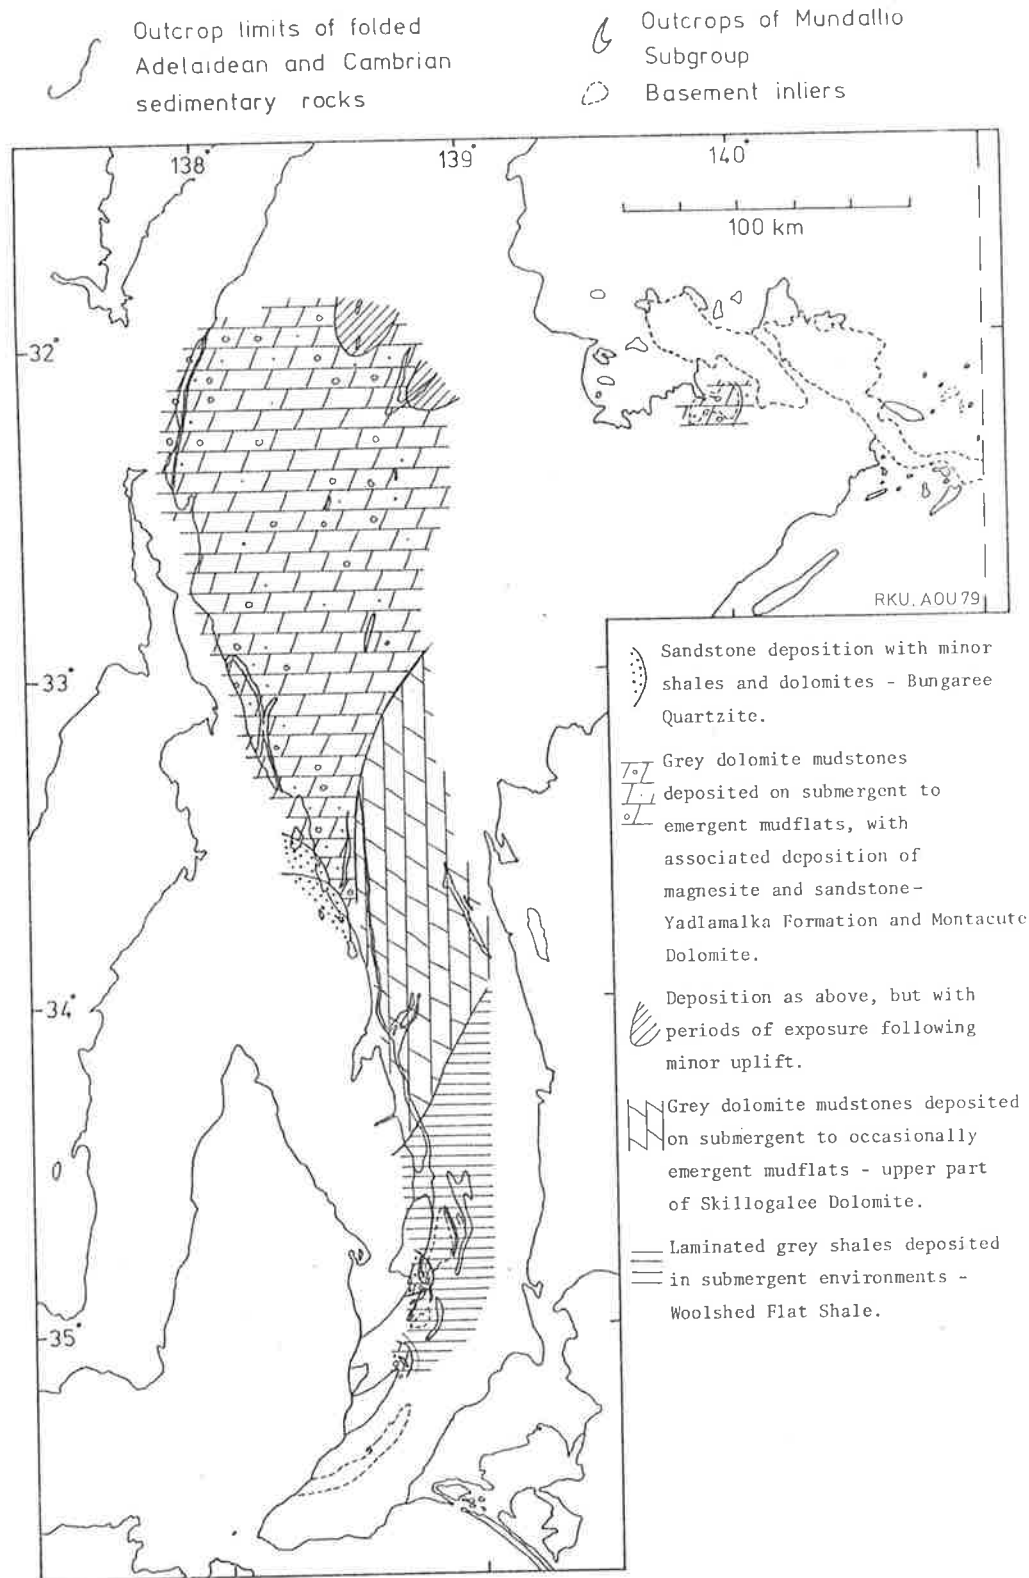 Outcrop limits of folded
Adelaidean and Cambrian
sedimentary rocks
Outcrops of Mundallio
Subgroup
Basement inliers
138°
139°
140°
100 km
32°
33°
34°
35°
RKU, AOU79
Sandstone deposition with minor
shales and dolomites - Bungaree
Quartzite.
Grey dolomite mudstones
deposited on submergent to
emergent mudflats, with
associated deposition of
magnesite and sandstone-
Yadlamalka Formation and Montacute
Dolomite.
Deposition as above, but with
periods of exposure following
minor uplift.
Grey dolomite mudstones deposited
on submergent to occasionally
emergent mudflats - upper part
of Skillogalee Dolomite.
Laminated grey shales deposited
in submergent environments -
Woolshed Flat Shale.